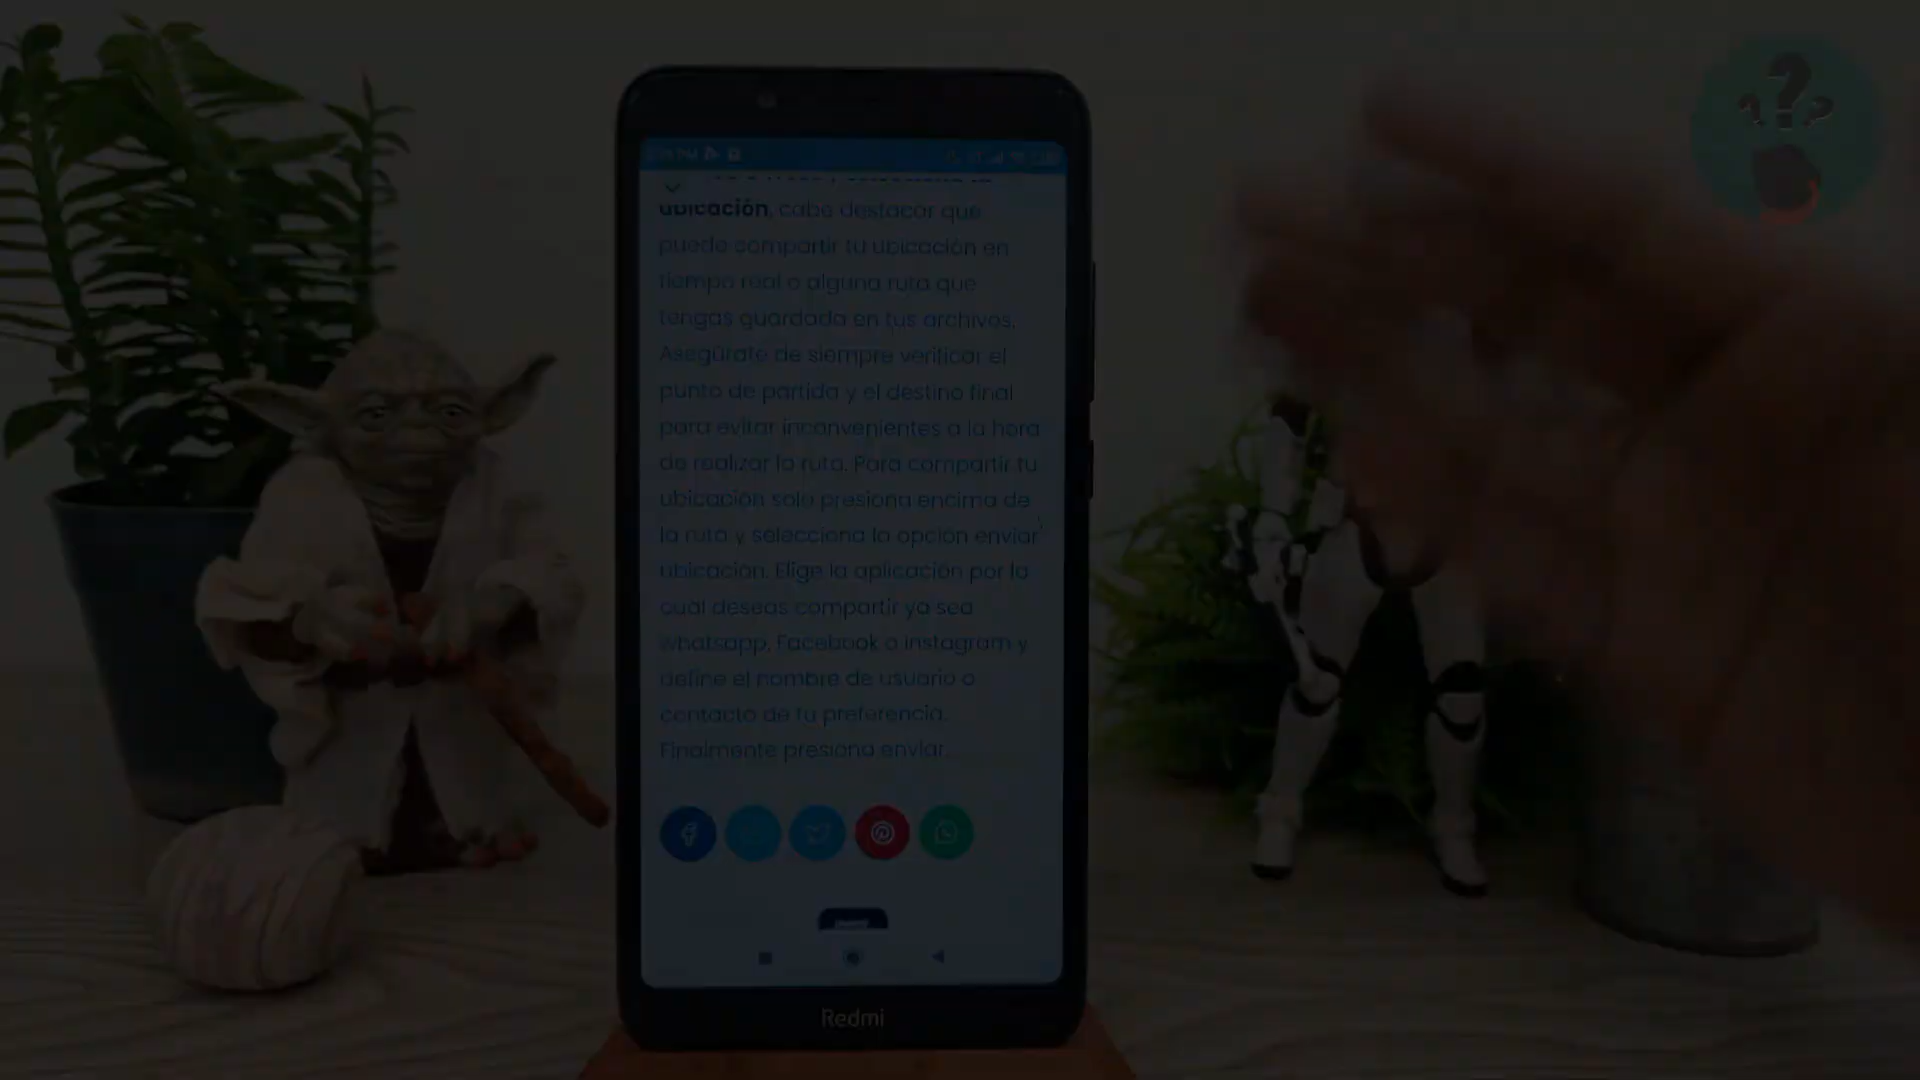 ubicación, cabe destacar que
puede compartir tu ubicación en
tiempo real o alguna ruta que
tengas guardada en tus archivos.
Asegúrate de siempre verificar el
punto de partida y el destino final
para evitar inconvenientes a la hora
de realizar la ruta. Para compartir tu
ubicación solo presiona encima de
la ruta y selecciona la opción enviar
ubicación. Elige la aplicación por la
cual deseas compartir ya sea
whatsapp, Facebook o instagram y
define el nombre de usuario o
contacto de tu preferencia.
Finalmente presiona enviar.
Redmi